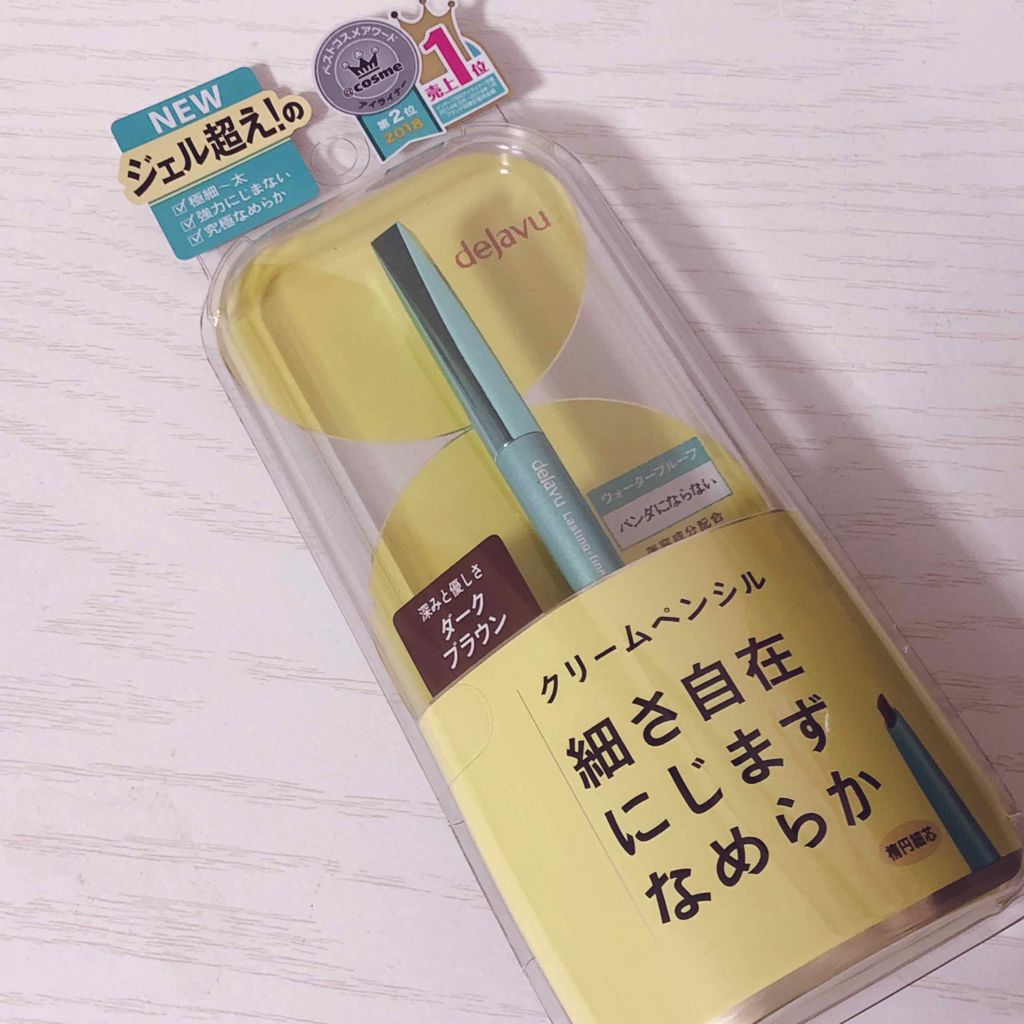 NEW
ジェル超え!の
極細～太
強力にじまない
究極なめらか
ベストコスメアワード
@cosme
アイライナー
第2位
2018
売上1位
dejavu
dejavu Lasting-fine
ウォータープルーフ
パンダにならない
美容成分配合
深みと優しさ
ダーク
ブラウン
クリームペンシル
細さ自在
にじまず
なめらか
楕円細芯